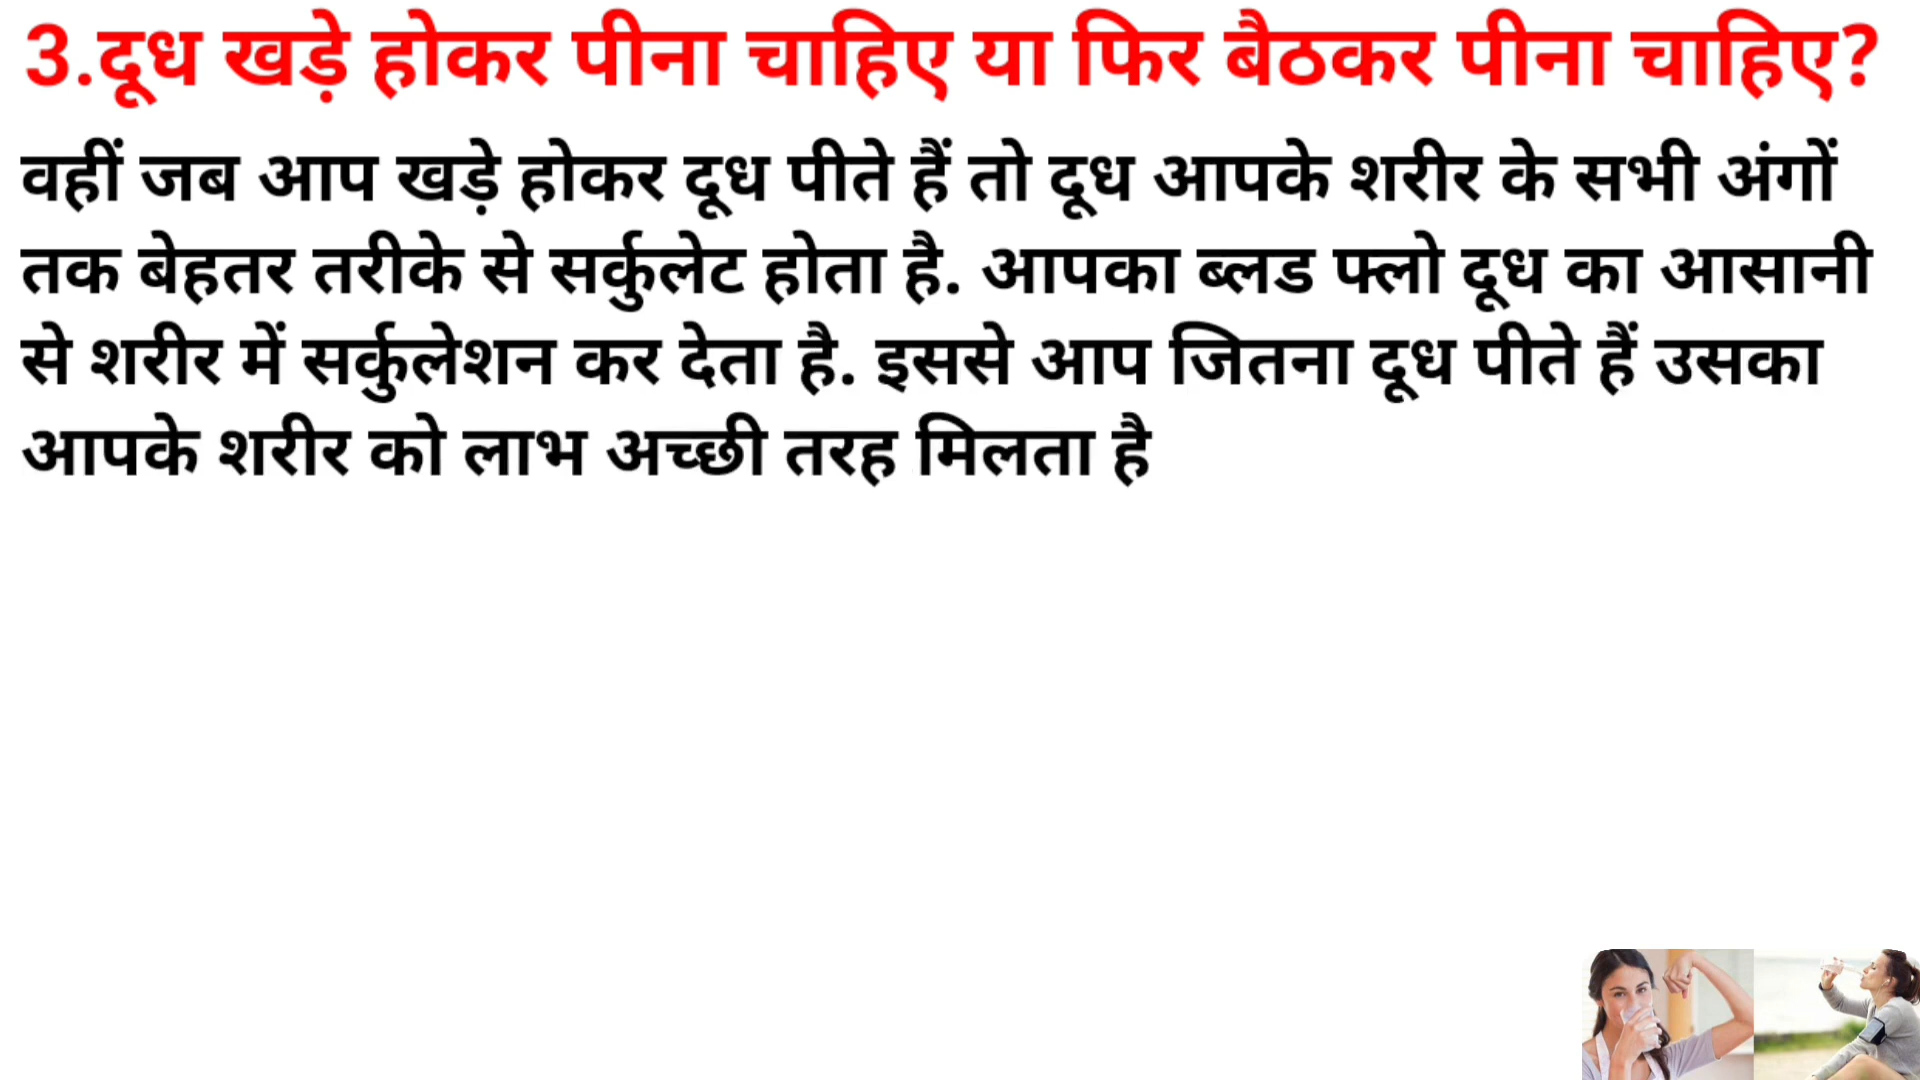 3.दूध खड़े होकर पीना चाहिए या फिर बैठकर पीना चाहिए?
वहीं जब आप खड़े होकर दूध पीते हैं तो दूध आपके शरीर के सभी अंगों
तक बेहतर तरीके से सर्कुलेट होता है. आपका ब्लड फ्लो दूध का आसानी
से शरीर में सर्कुलेशन कर देता है. इससे आप जितना दूध पीते हैं उसका
आपके शरीर को लाभ अच्छी तरह मिलता है